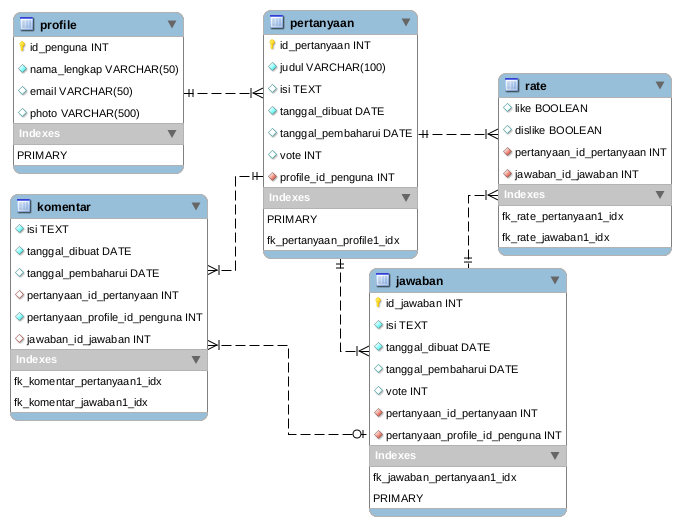 profile
id_penguna INT
nama_lengkap VARCHAR(50)
email VARCHAR(50)
photo VARCHAR(500)
Indexes
PRIMARY
pertanyaan
id_pertanyaan INT
judul VARCHAR(100)
isi TEXT
tanggal_dibuat DATE
tanggal_pembaharui DATE
vote INT
profile_id_penguna INT
Indexes
PRIMARY
fk_pertanyaan_profile1_idx
rate
like BOOLEAN
dislike BOOLEAN
pertanyaan_id_pertanyaan INT
jawaban_id_jawaban INT
Indexes
fk_rate_pertanyaan1_idx
fk_rate_jawaban1_idx
komentar
isi TEXT
tanggal_dibuat DATE
tanggal_pembaharui DATE
pertanyaan_id_pertanyaan INT
pertanyaan_profile_id_penguna INT
jawaban_id_jawaban INT
Indexes
fk_komentar_pertanyaan1_idx
fk_komentar_jawaban1_idx
jawaban
id_jawaban INT
isi TEXT
tanggal_dibuat DATE
tanggal_pembaharui DATE
vote INT
pertanyaan_id_pertanyaan INT
pertanyaan_profile_id_penguna INT
Indexes
fk_jawaban_pertanyaan1_idx
PRIMARY